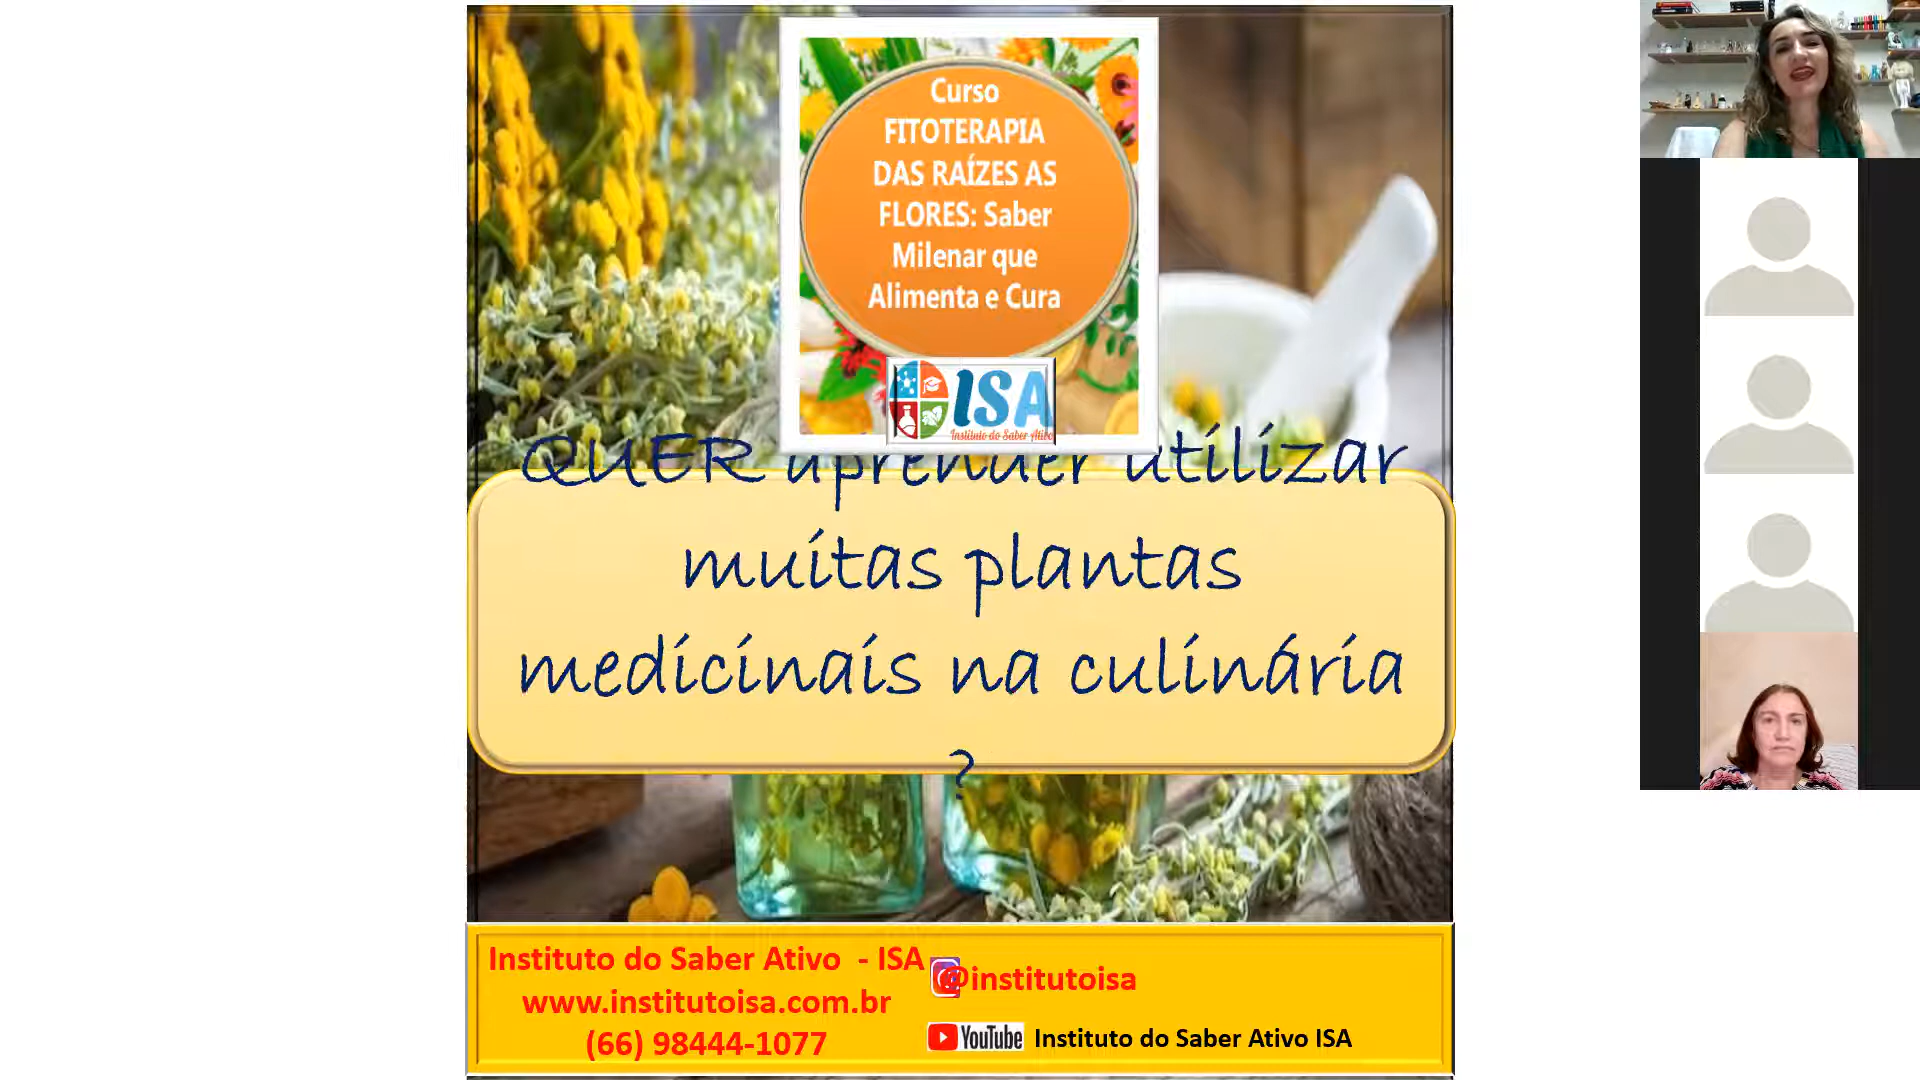 Curso
FITOTERAPIA
DAS RAÍZES AS
FLORES: Saber
Milenar que
Alimenta e Cura
ISA
Instituto do Saber Ativo
QUER aprender utilizar
muitas plantas
medicinais na culinária
?
Instituto do Saber Ativo - ISA
www.institutoisa.com.br
(66) 98444-1077
@institutoisa
YouTube Instituto do Saber Ativo ISA